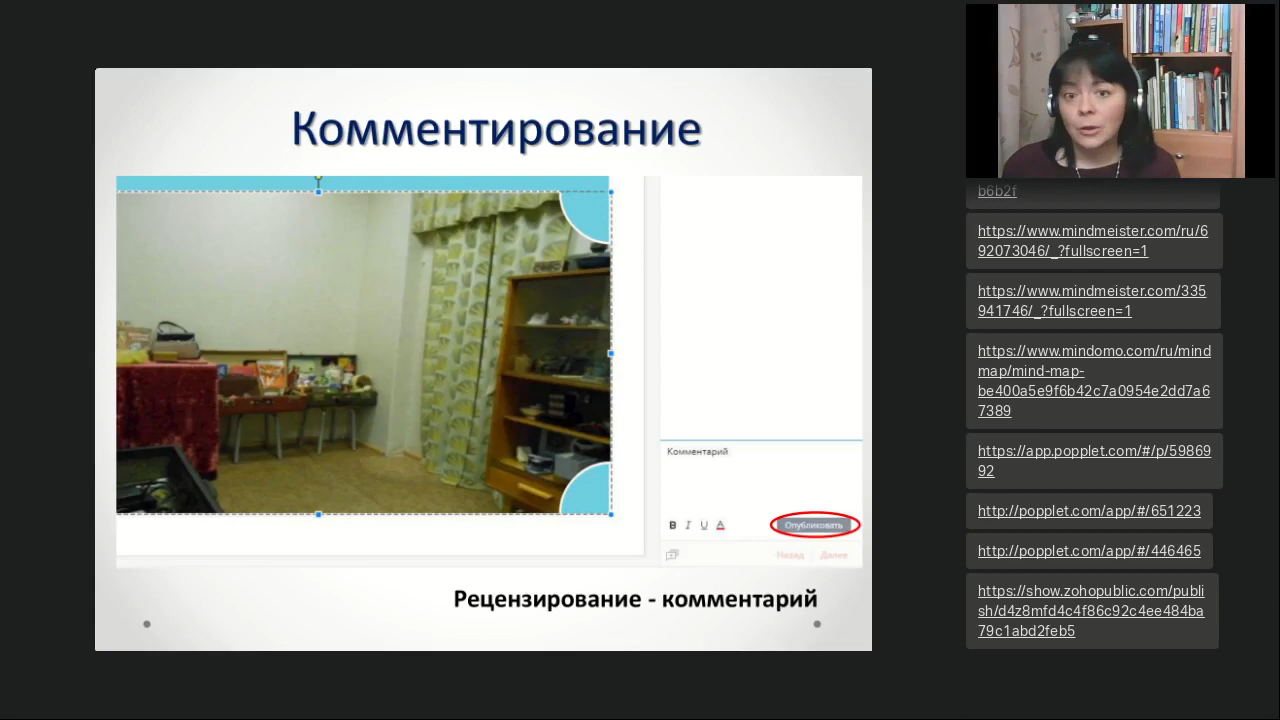 Комментирование
Комментарий
B I U A
Опубликовать
Назад Далее
Рецензирование - комментарий
b6b2f
https://www.mindmeister.com/ru/6
92073046/_?fullscreen=1
https://www.mindmeister.com/335
941746/_?fullscreen=1
https://www.mindomo.com/ru/mind
map/mind-map-
be400a5e9f6b42c7a0954e2dd7a6
7389
https://app.popplet.com/#/p/59869
92
http://popplet.com/app/#/651223
http://popplet.com/app/#/446465
https://show.zohopublic.com/publi
sh/d4z8mfd4c4f86c92c4ee484ba
79c1abd2feb5